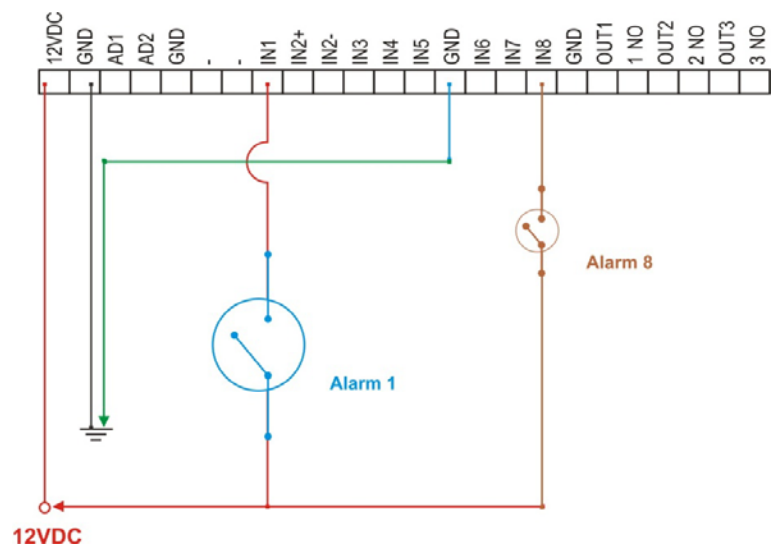 12VDC
GND
AD1
AD2
GND
-
-
IN1
IN2+
IN2-
IN3
IN4
IN5
GND
IN6
IN7
IN8
GND
OUT1
1 NO
OUT2
2 NO
OUT3
3 NO
Alarm 8
Alarm 1
12VDC